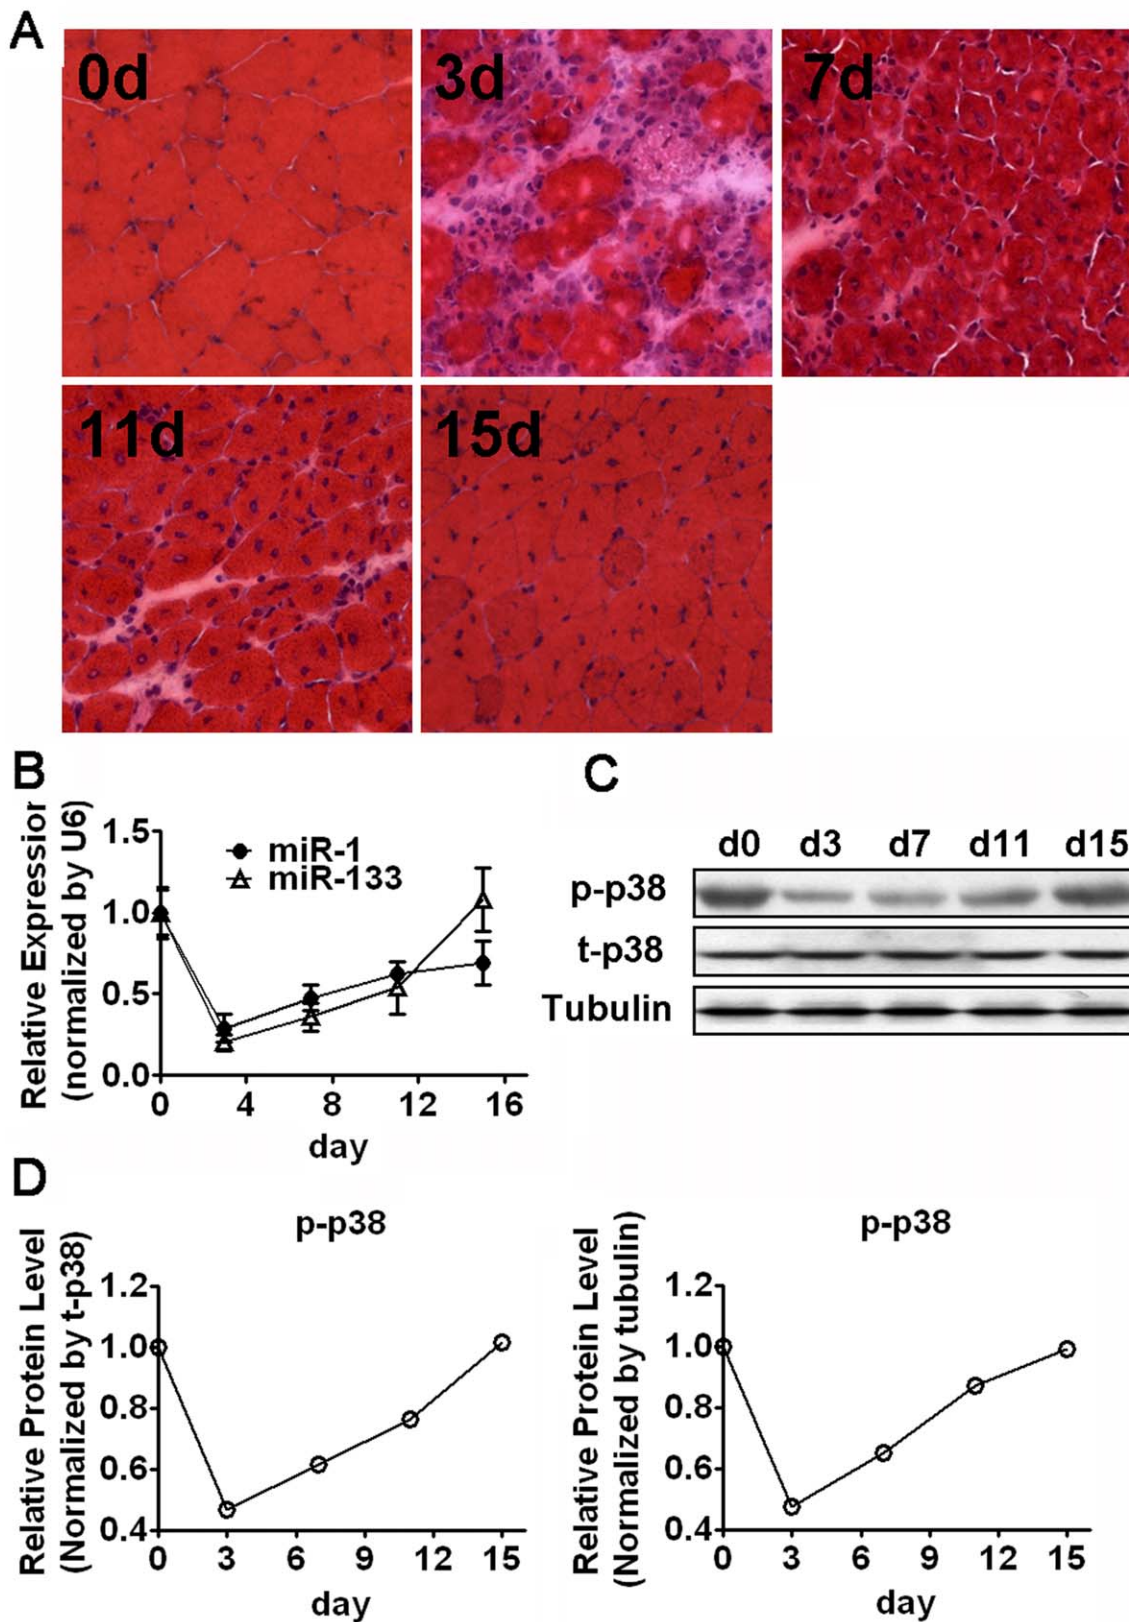 A
0d
3d
7d
11d
15d
B
Relative Expression
(normalized by U6)
1.5
1.0
0.5
0.0
miR-1
miR-133
0 4 8 12 16
day
C
d0 d3 d7 d11 d15
p-p38
t-p38
Tubulin
D
p-p38
Relative Protein Level
(Normalized by t-p38)
1.2
1.0
0.8
0.6
0.4
0 3 6 9 12 15
day
p-p38
Relative Protein Level
(Normalized by tubulin)
1.2
1.0
0.8
0.6
0.4
0 3 6 9 12 15
day